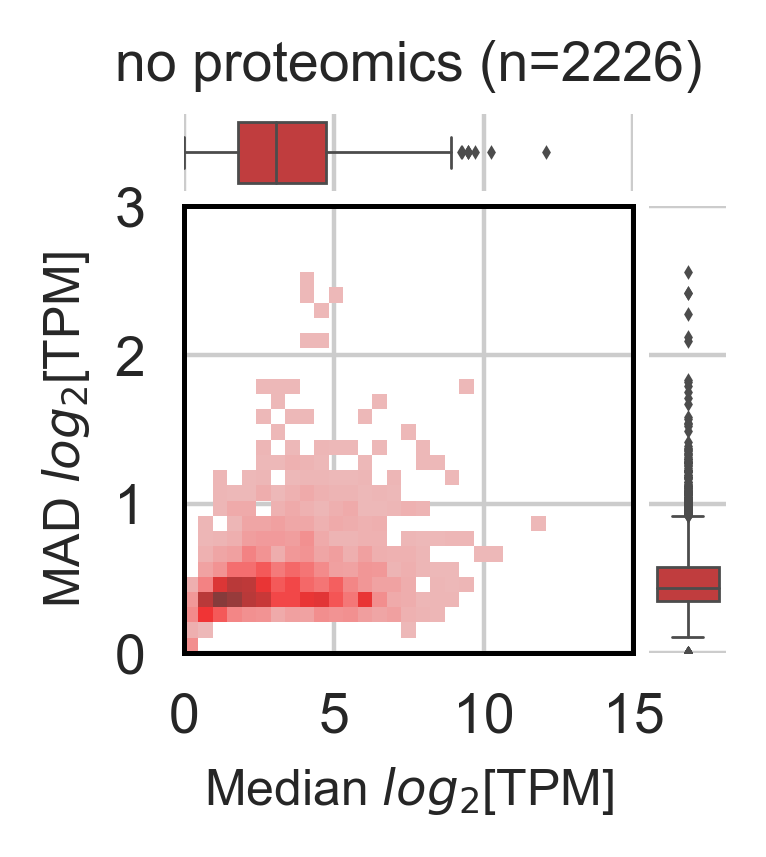 no proteomics (n=2226)
3
2
1
0
MAD log₂[TPM]
0 5 10 15
Median log₂[TPM]